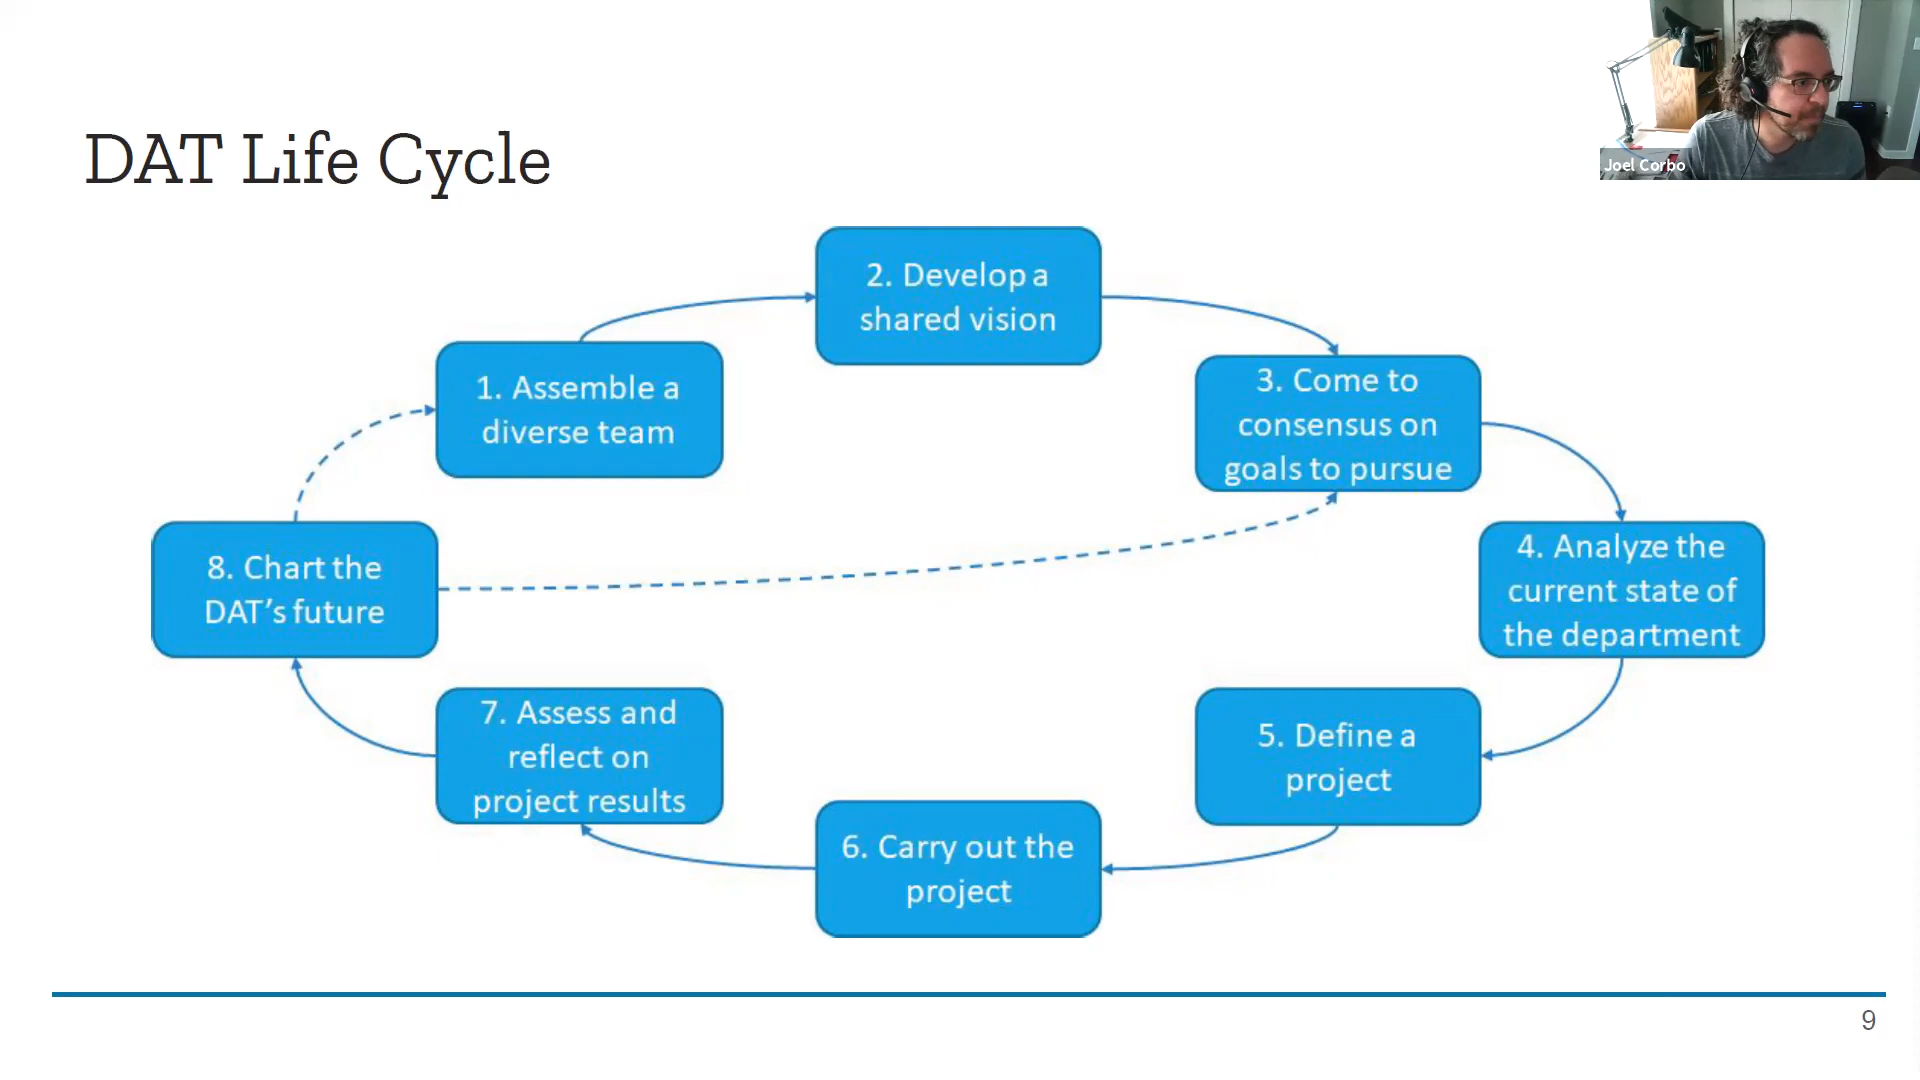 Joel Corbo
DAT Life Cycle
1. Assemble a
diverse team
2. Develop a
shared vision
3. Come to
consensus on
goals to pursue
4. Analyze the
current state of
the department
5. Define a
project
6. Carry out the
project
7. Assess and
reflect on
project results
8. Chart the
DAT’s future
9